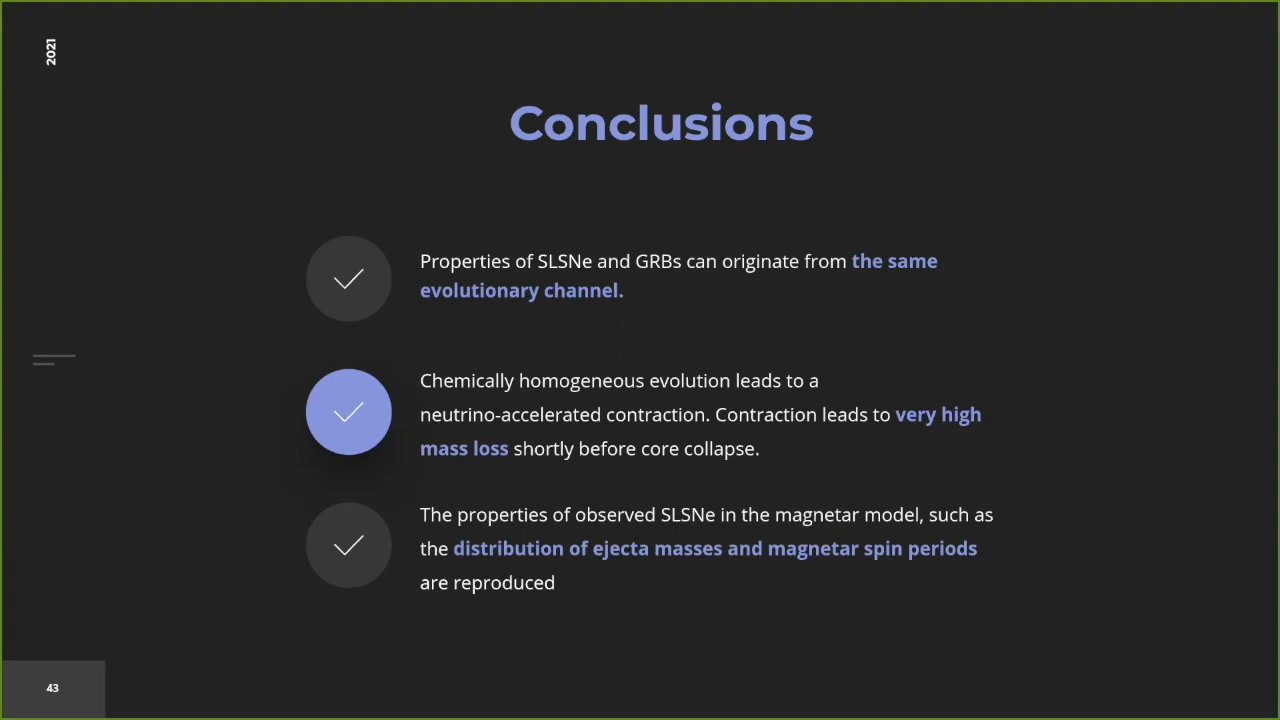 2021
Conclusions
Properties of SLSNe and GRBs can originate from the same
evolutionary channel.
Chemically homogeneous evolution leads to a
neutrino-accelerated contraction. Contraction leads to very high
mass loss shortly before core collapse.
The properties of observed SLSNe in the magnetar model, such as
the distribution of ejecta masses and magnetar spin periods
are reproduced
43